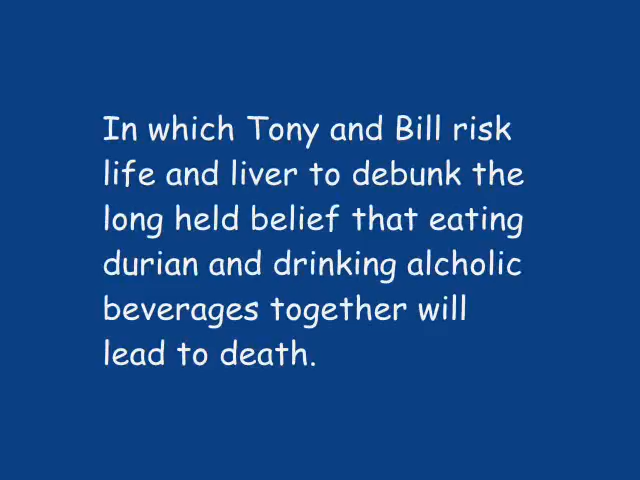 In which Tony and Bill risk
life and liver to debunk the
long held belief that eating
durian and drinking alcholic
beverages together will
lead to death.